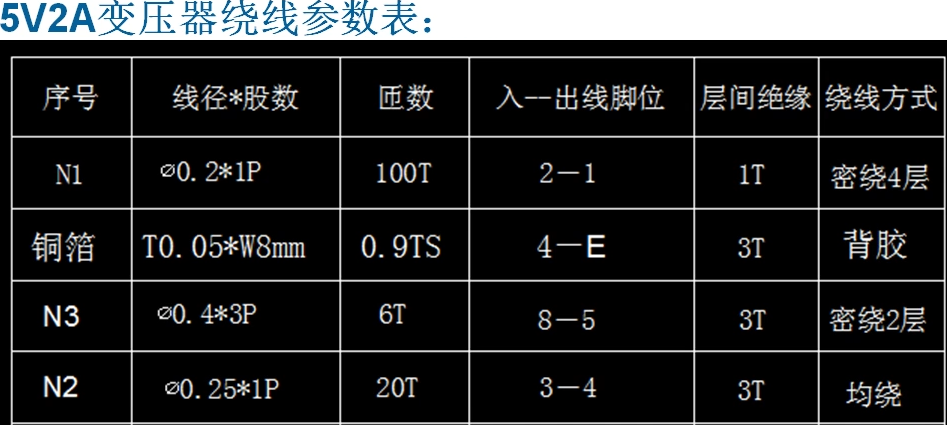 5V2A变压器绕线参数表：
序号 线径*股数 匝数 入--出线脚位 层间绝缘 绕线方式
N1 ∅0.2*1P 100T 2－1 1T 密绕4层
铜箔 T0.05*W8mm 0.9TS 4－E 3T 背胶
N3 ∅0.4*3P 6T 8－5 3T 密绕2层
N2 ∅0.25*1P 20T 3－4 3T 均绕